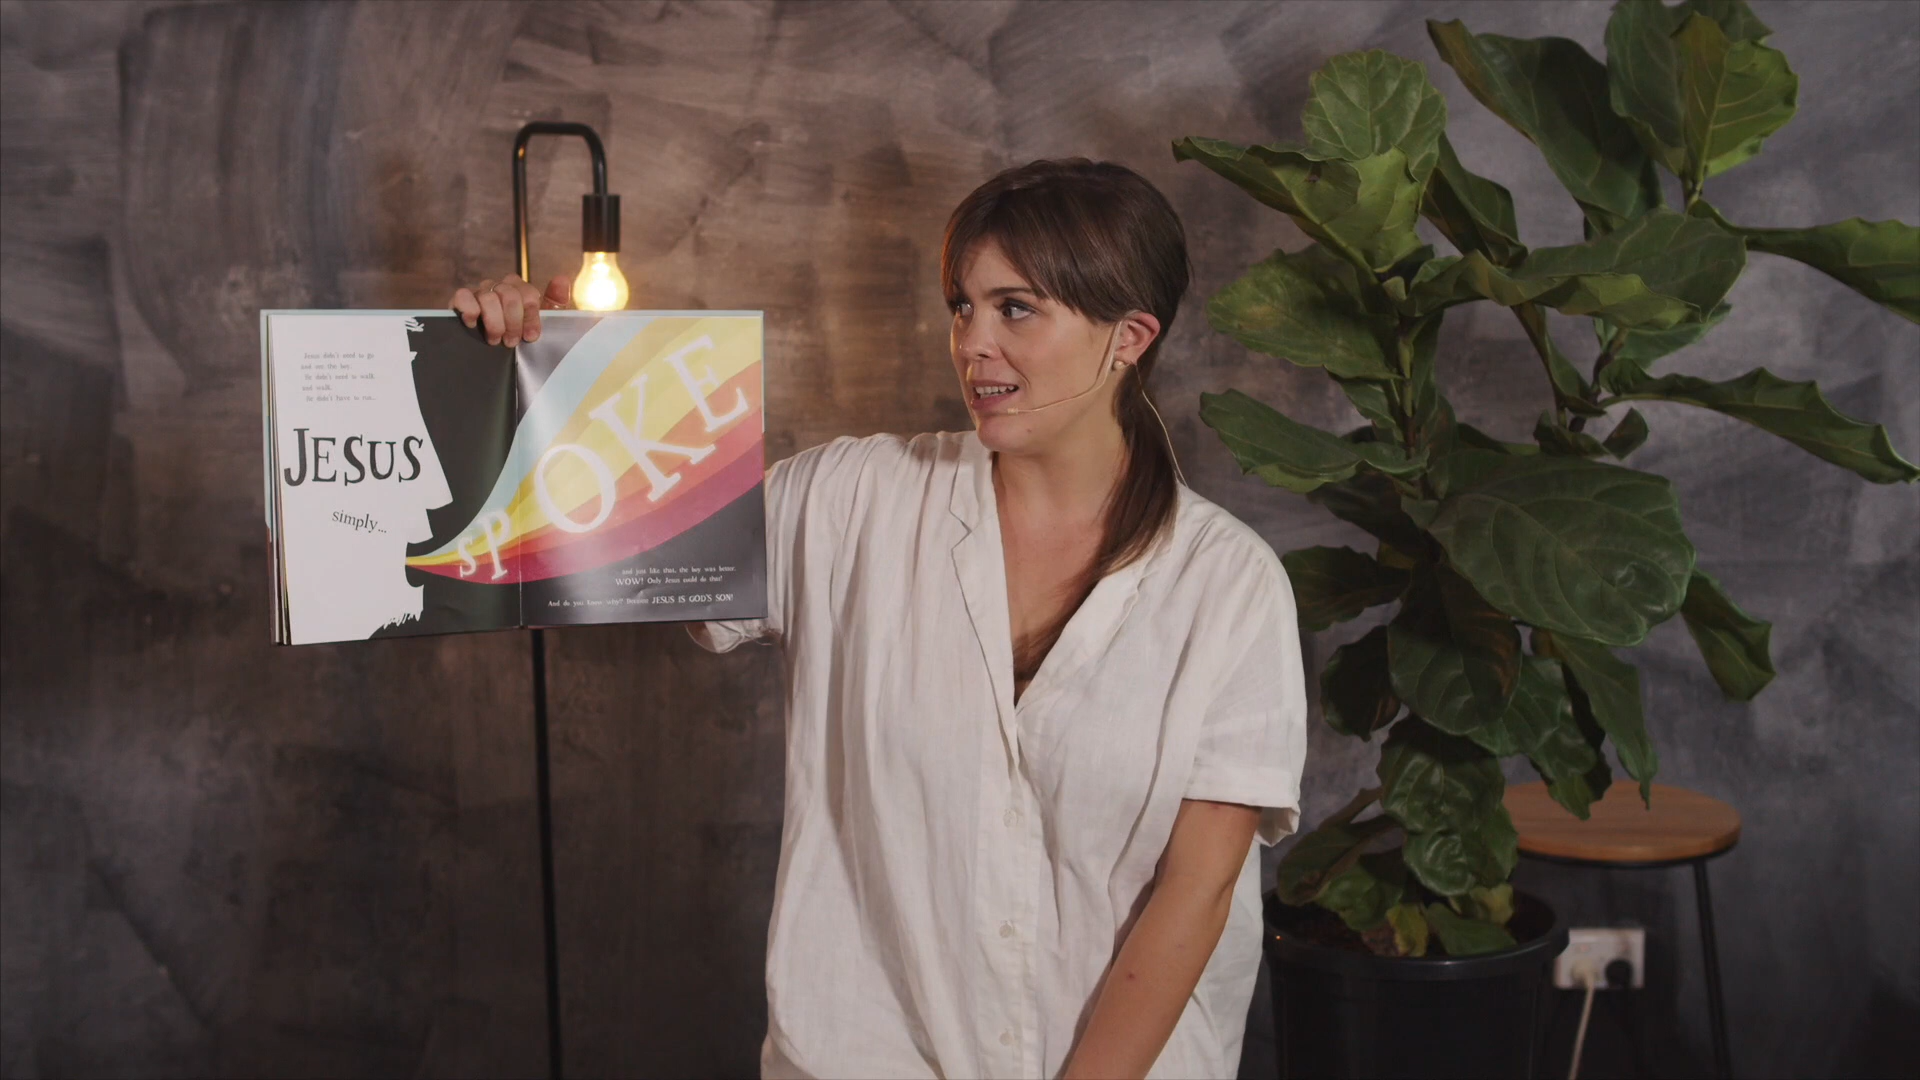 Jesus didn't need to go
and see the boy.
He didn't need to walk
and walk.
He didn't have to run...
JESUS
simply...
SPOKE
and just like that, the boy was better.
WOW! Only Jesus could do that!
And do you know why? Because JESUS IS GOD'S SON!